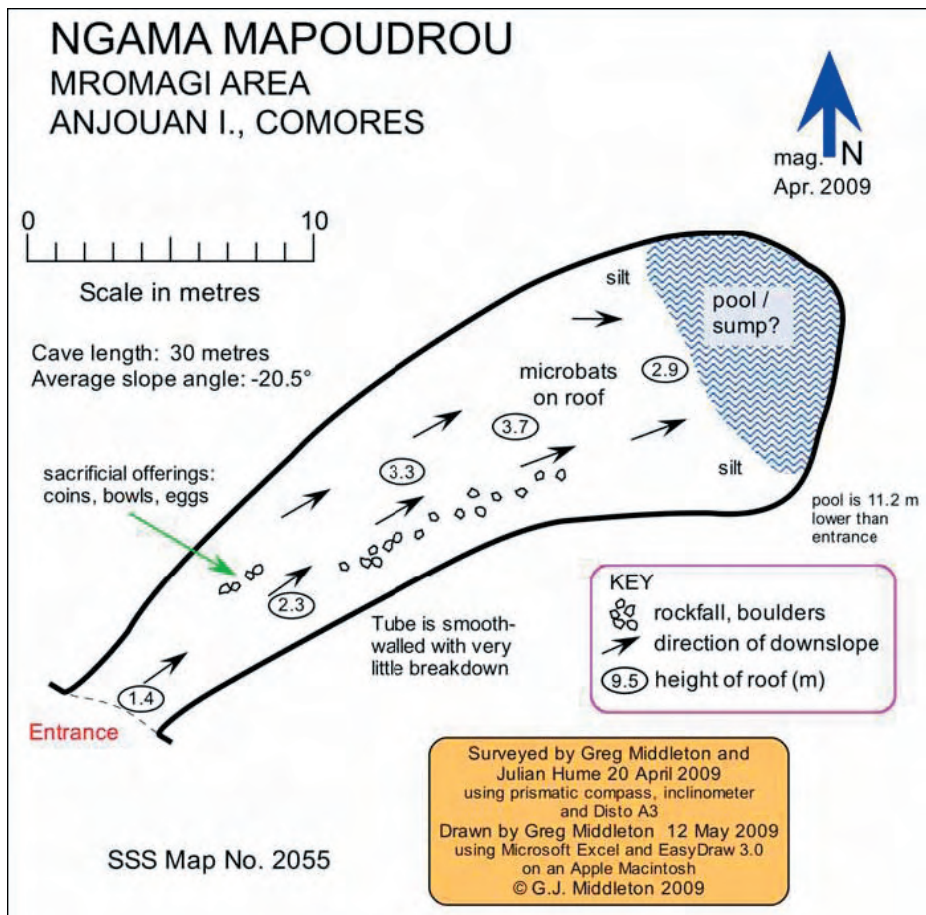 NGAMA MAPOUDROU
MROMAGI AREA
ANJOUAN I., COMORES
mag. N
Apr. 2009
0 10
Scale in metres
Cave length: 30 metres
Average slope angle: -20.5°
silt
pool /
sump?
microbats
on roof
2.9
3.7
3.3
sacrificial offerings:
coins, bowls, eggs
silt
pool is 11.2 m
lower than
entrance
2.3
Tube is smooth-
walled with very
little breakdown
1.4
Entrance
KEY
rockfall, boulders
direction of downslope
9.5 height of roof (m)
Surveyed by Greg Middleton and
Julian Hume 20 April 2009
using prismatic compass, inclinometer
and Disto A3
Drawn by Greg Middleton 12 May 2009
using Microsoft Excel and EasyDraw 3.0
on an Apple Macintosh
© G.J. Middleton 2009
SSS Map No. 2055